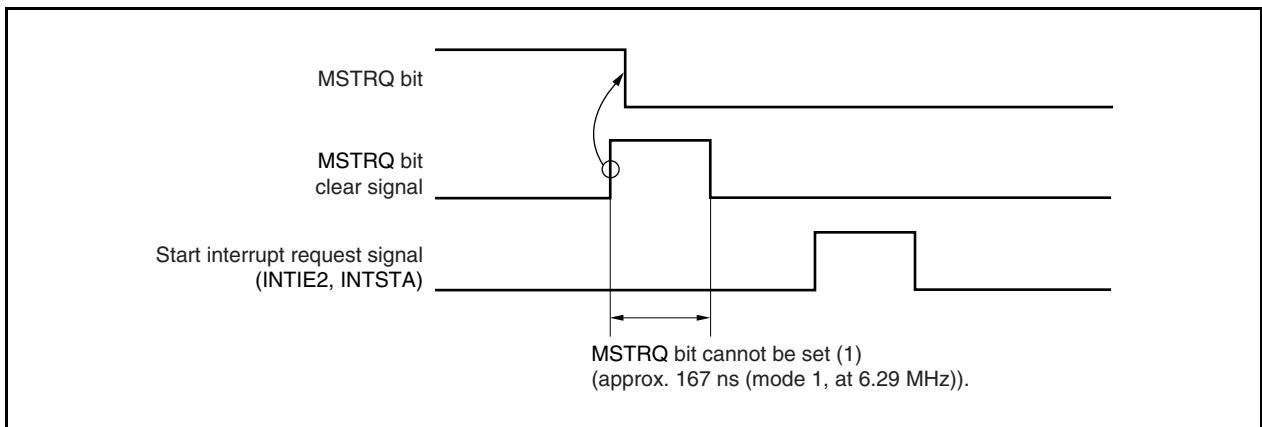 MSTRQ bit
MSTRQ bit
clear signal
Start interrupt request signal
(INTIE2, INTSTA)
MSTRQ bit cannot be set (1)
(approx. 167 ns (mode 1, at 6.29 MHz)).